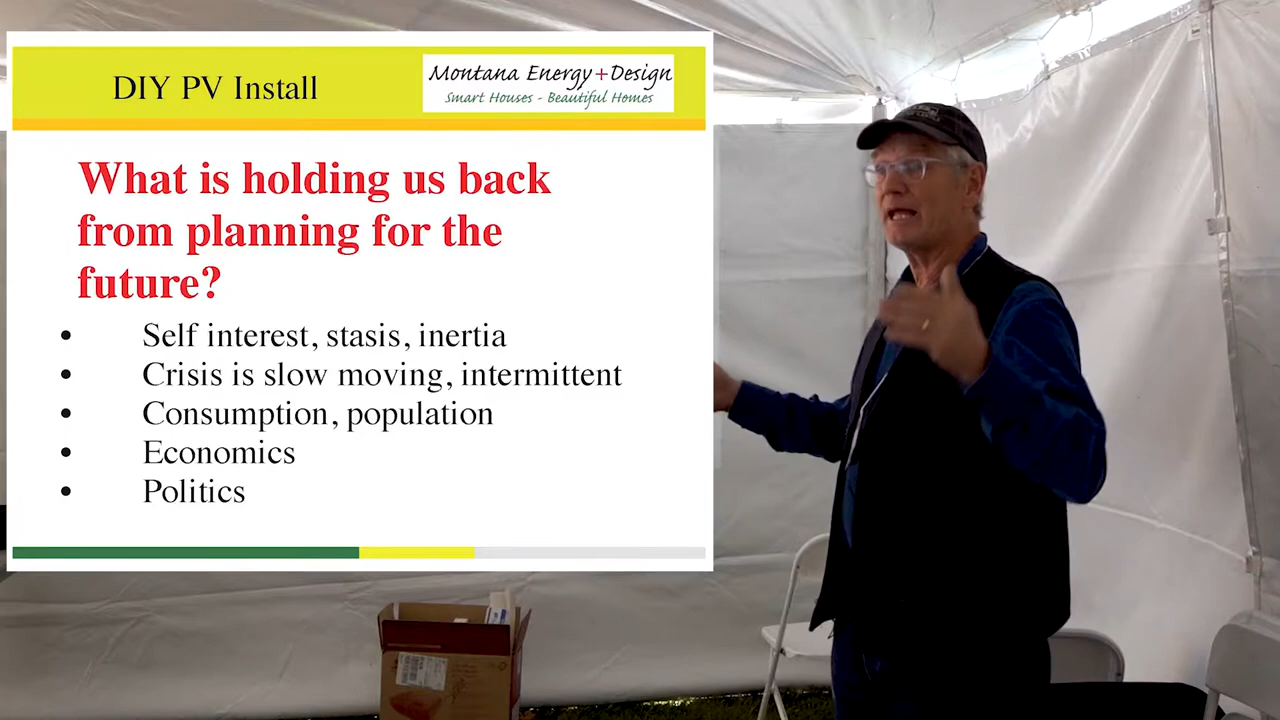 DIY PV Install
Montana Energy+Design
Smart Houses - Beautiful Homes
What is holding us back
from planning for the
future?
• Self interest, stasis, inertia
• Crisis is slow moving, intermittent
• Consumption, population
• Economics
• Politics